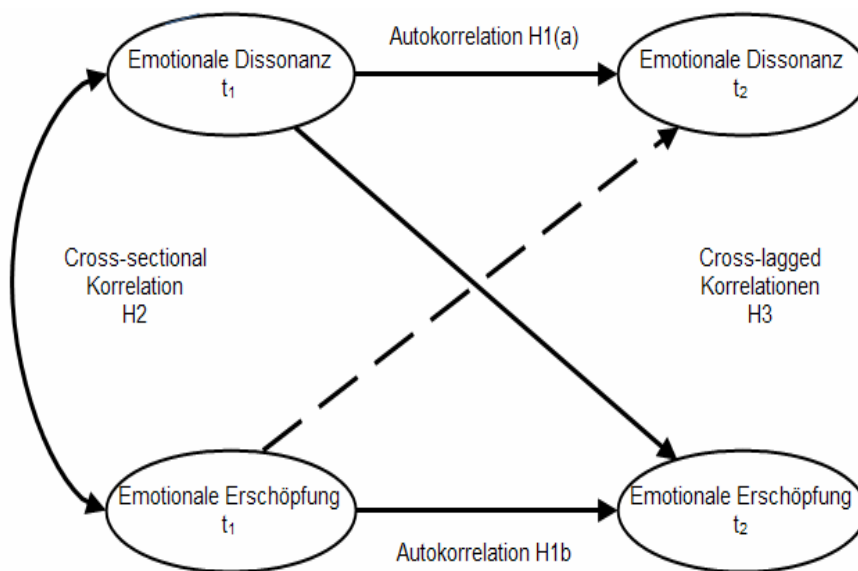 Autokorrelation H1(a)
Emotionale Dissonanz
t₁
Emotionale Dissonanz
t₂
Cross-sectional
Korrelation
H2
Cross-lagged
Korrelationen
H3
Emotionale Erschöpfung
t₁
Emotionale Erschöpfung
t₂
Autokorrelation H1b